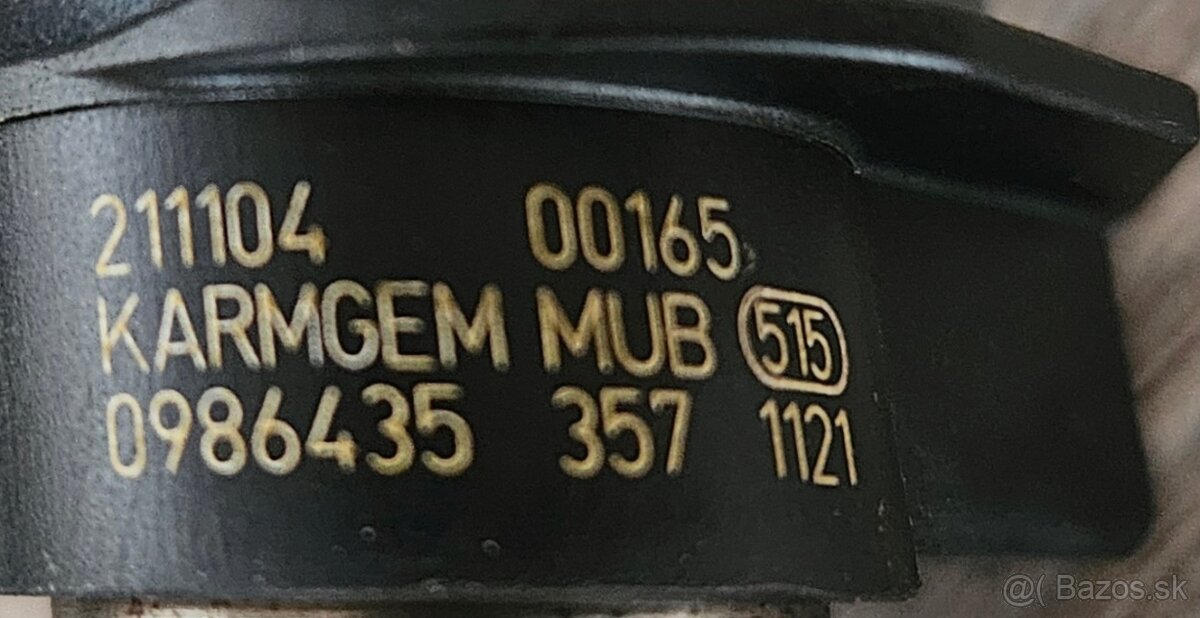 211104 00165
KARMGEM MUB 515
0986435 357 1121
@( Bazos.sk